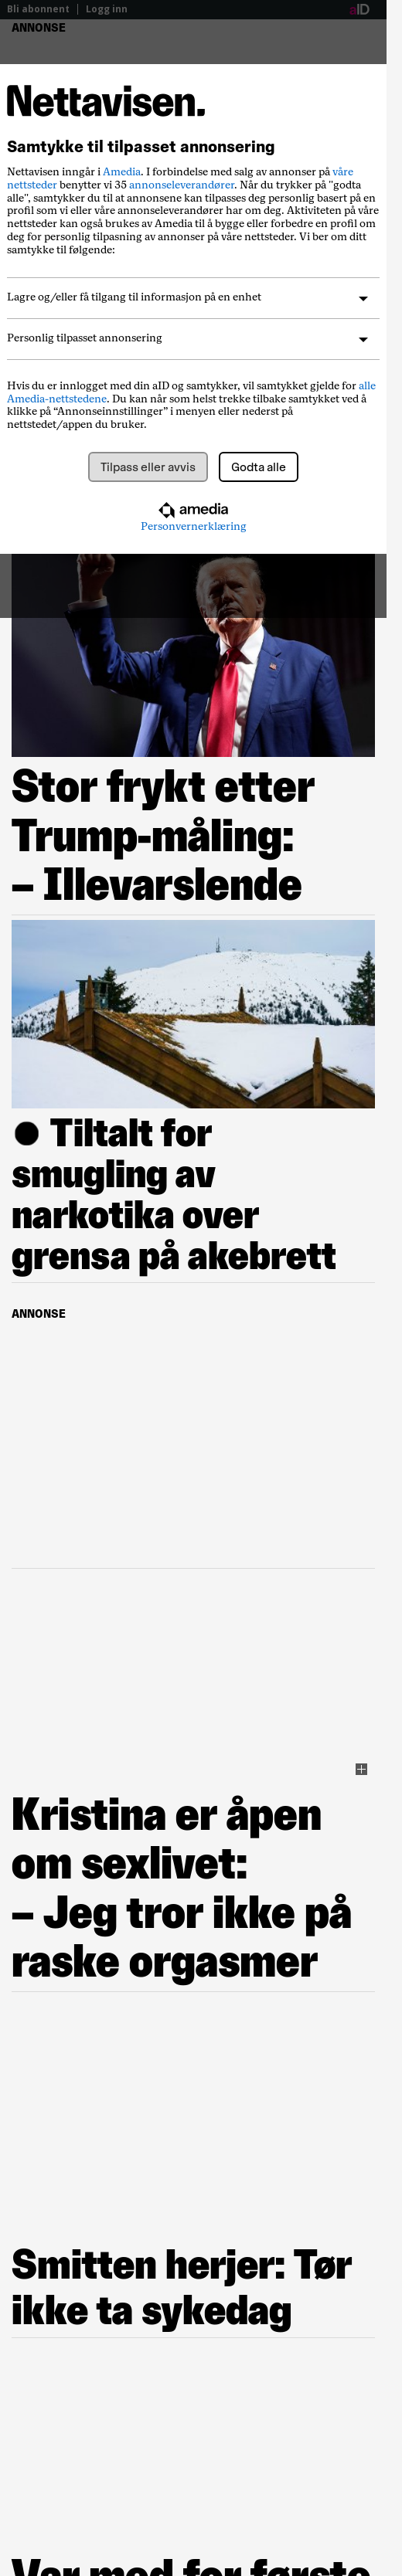 Bli abonnent
Logg inn
aID
ANNONSE
Nettavisen.
Samtykke til tilpasset annonsering
Nettavisen inngår i Amedia. I forbindelse med salg av annonser på våre
nettsteder benytter vi 35 annonseleverandører. Når du trykker på "godta
alle", samtykker du til at annonsene kan tilpasses deg personlig basert på en
profil som vi eller våre annonseleverandører har om deg. Aktiviteten på våre
nettsteder kan også brukes av Amedia til å bygge eller forbedre en profil om
deg for personlig tilpasning av annonser på våre nettsteder. Vi ber om ditt
samtykke til følgende:
Lagre og/eller få tilgang til informasjon på en enhet
Personlig tilpasset annonsering
Hvis du er innlogget med din aID og samtykker, vil samtykket gjelde for alle
Amedia-nettstedene. Du kan når som helst trekke tilbake samtykket ved å
klikke på “Annonseinnstillinger” i menyen eller nederst på
nettstedet/appen du bruker.
Tilpass eller avvis
Godta alle
amedia
Personvernerklæring
Stor frykt etter
Trump-måling:
– Illevarslende
Tiltalt for
smugling av
narkotika over
grensa på akebrett
ANNONSE
Kristina er åpen
om sexlivet:
– Jeg tror ikke på
raske orgasmer
Smitten herjer: Tør
ikke ta sykedag
Var med for første